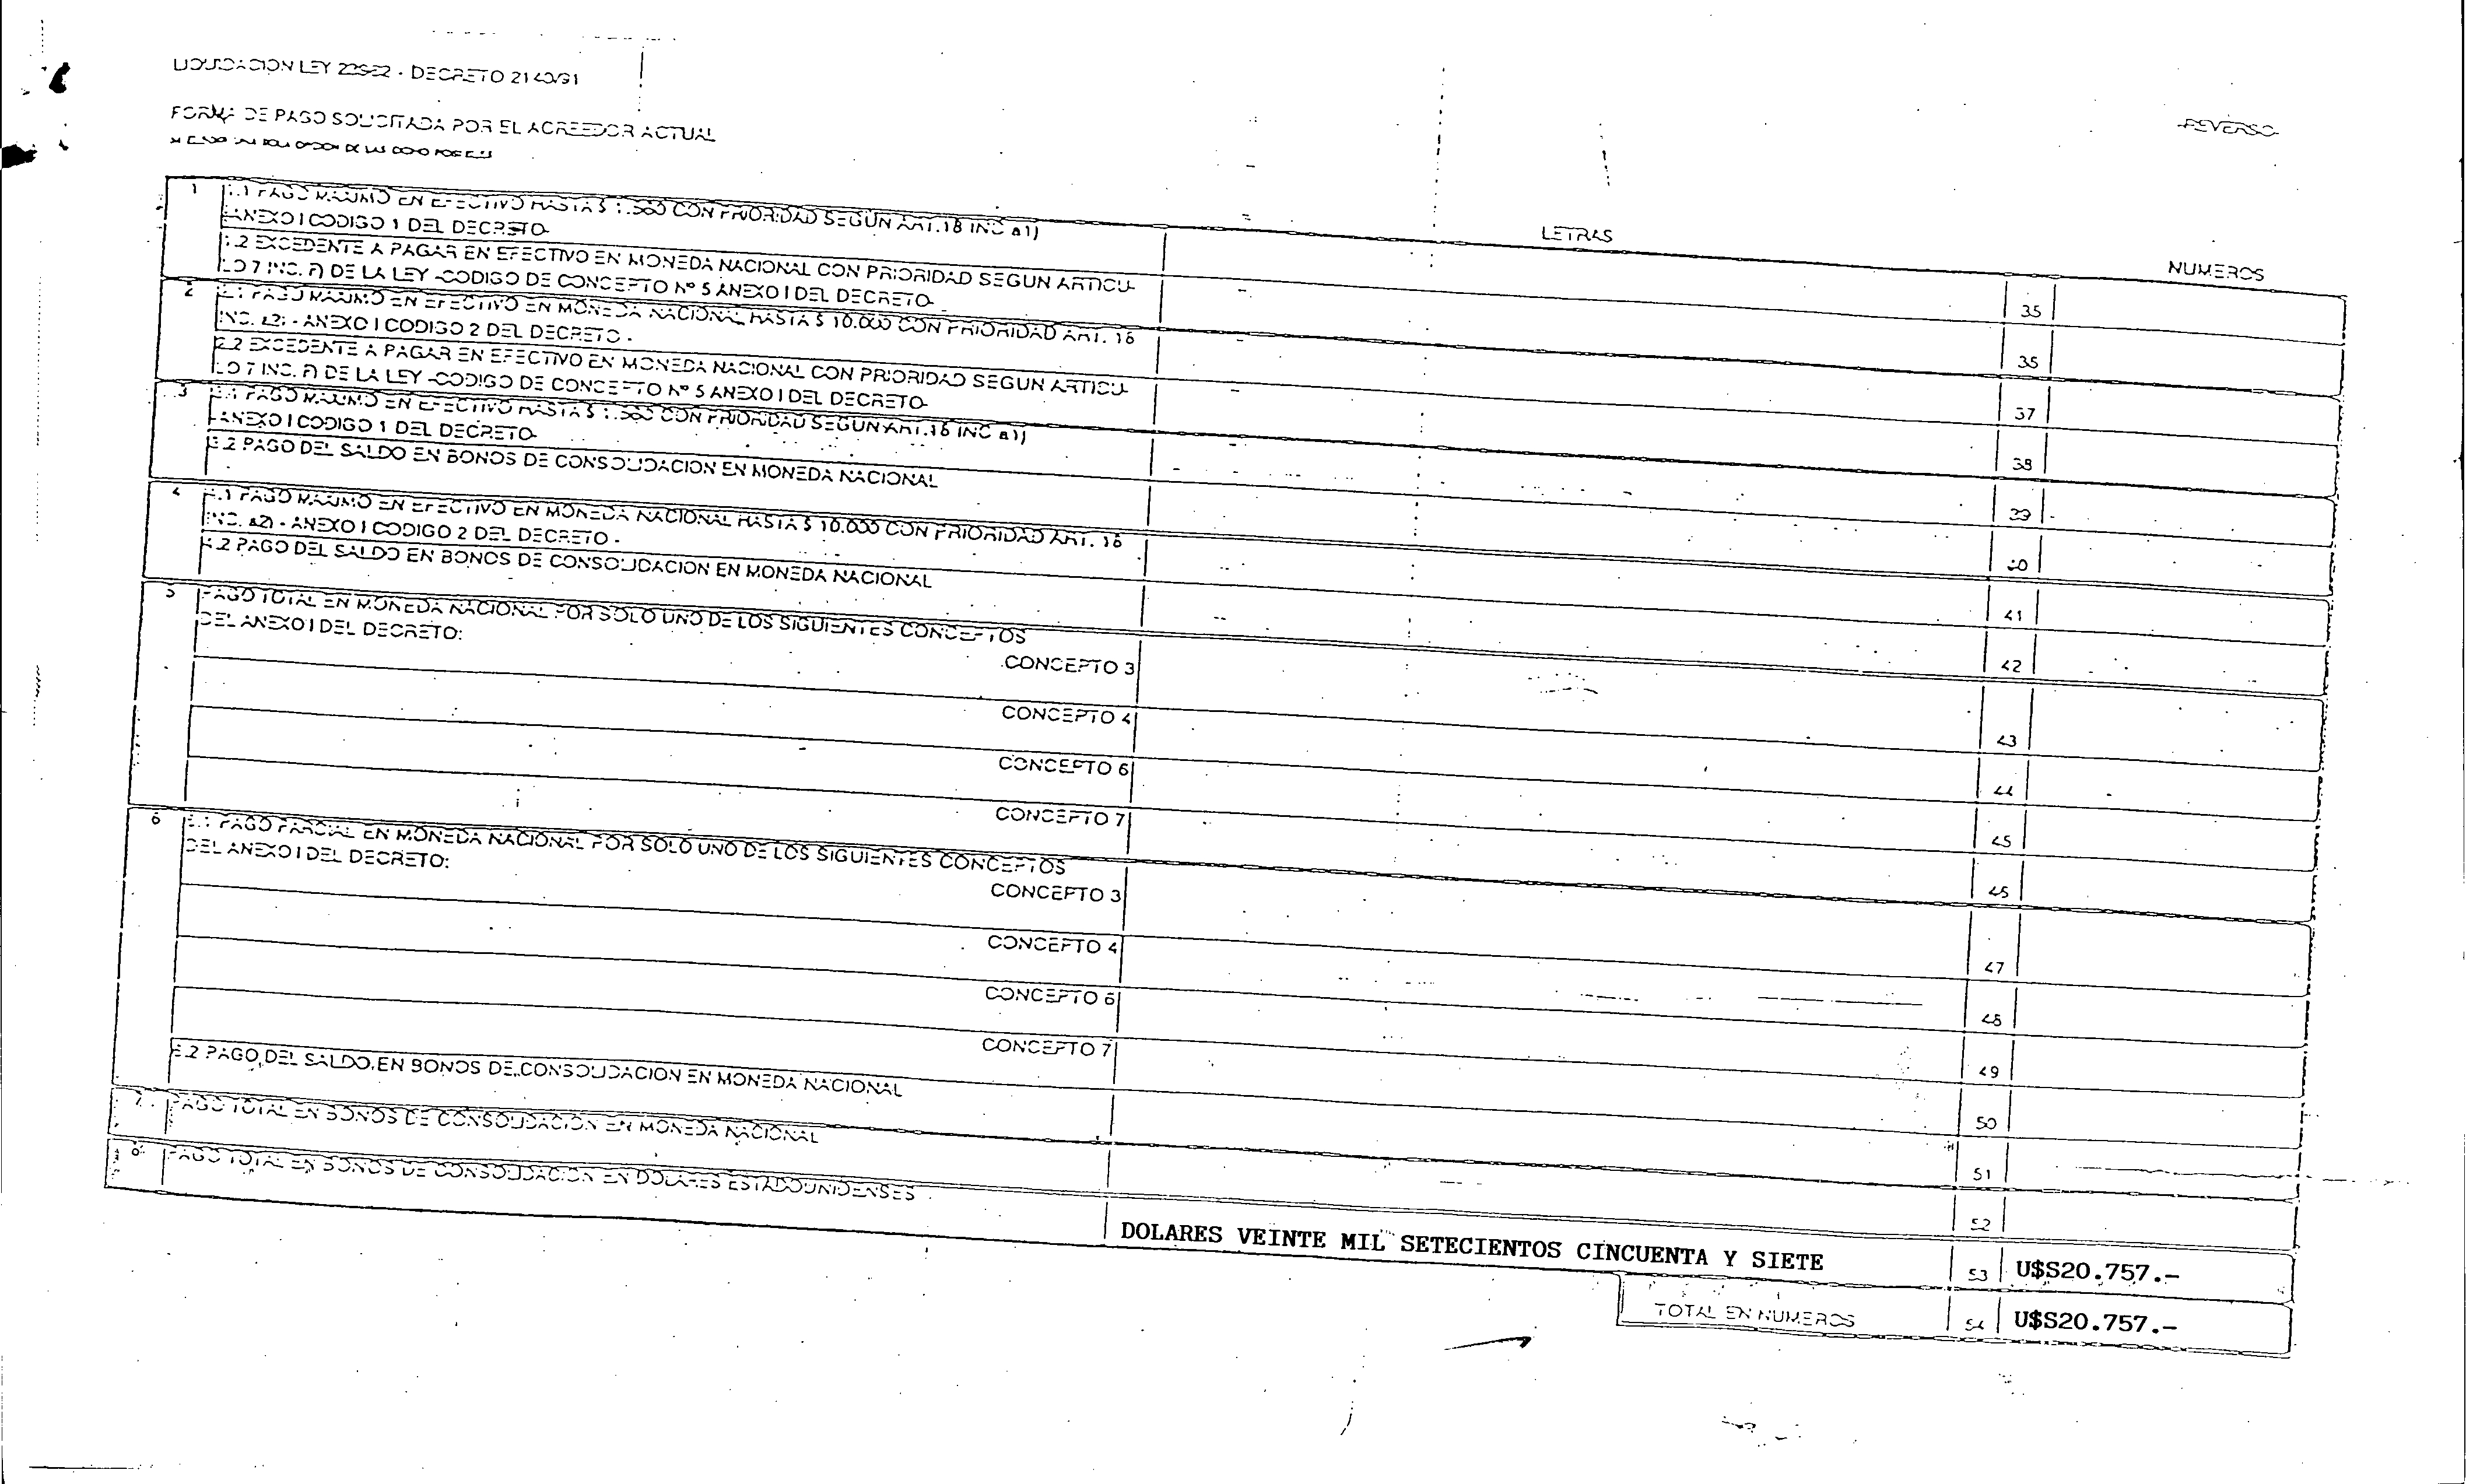 LIQUIDACION LEY 23982 - DECRETO 2140/91
FORMA DE PAGO SOLICITADA POR EL ACREEDOR ACTUAL
-REVERSO-
LETRAS
NUMEROS
1 1.1 PAGO MAXIMO EN EFECTIVO HASTA $ 1.560 CON PRIORIDAD SEGUN ART.18 INC a1)
-ANEXO I CODIGO 1 DEL DECRETO-
35
1.2 EXCEDENTE A PAGAR EN EFECTIVO EN MONEDA NACIONAL CON PRIORIDAD SEGUN ARTICU-
LO 7 INC. F) DE LA LEY -CODIGO DE CONCEPTO Nº 5 ANEXO I DEL DECRETO-
36
2 2.1 PAGO MAXIMO EN EFECTIVO EN MONEDA NACIONAL HASTA $ 10.000 CON PRIORIDAD ART. 18
INC. a2) - ANEXO I CODIGO 2 DEL DECRETO -
37
2.2 EXCEDENTE A PAGAR EN EFECTIVO EN MONEDA NACIONAL CON PRIORIDAD SEGUN ARTICU-
LO 7 INC. F) DE LA LEY -CODIGO DE CONCEPTO Nº 5 ANEXO I DEL DECRETO-
38
3 3.1 PAGO MAXIMO EN EFECTIVO HASTA $ 1.560 CON PRIORIDAD SEGUN ART.18 INC a1)
-ANEXO I CODIGO 1 DEL DECRETO-
39
3.2 PAGO DEL SALDO EN BONOS DE CONSOLIDACION EN MONEDA NACIONAL
40
4 4.1 PAGO MAXIMO EN EFECTIVO EN MONEDA NACIONAL HASTA $ 10.000 CON PRIORIDAD ART. 18
INC. a2) - ANEXO I CODIGO 2 DEL DECRETO -
41
4.2 PAGO DEL SALDO EN BONOS DE CONSOLIDACION EN MONEDA NACIONAL
42
5 PAGO TOTAL EN MONEDA NACIONAL POR SOLO UNO DE LOS SIGUIENTES CONCEPTOS
DEL ANEXO I DEL DECRETO:
CONCEPTO 3
43
CONCEPTO 4
44
CONCEPTO 6
45
CONCEPTO 7
46
6 6.1 PAGO PARCIAL EN MONEDA NACIONAL POR SOLO UNO DE LOS SIGUIENTES CONCEPTOS
DEL ANEXO I DEL DECRETO:
CONCEPTO 3
47
CONCEPTO 4
48
CONCEPTO 6
49
CONCEPTO 7
50
6.2 PAGO DEL SALDO EN BONOS DE CONSOLIDACION EN MONEDA NACIONAL
51
7 PAGO TOTAL EN BONOS DE CONSOLIDACION EN MONEDA NACIONAL
52
8 PAGO TOTAL EN BONOS DE CONSOLIDACION EN DOLARES ESTADOUNIDENSES
DOLARES VEINTE MIL SETECIENTOS CINCUENTA Y SIETE 53 U$S20.757.-
TOTAL EN NUMEROS 54 U$S20.757.-